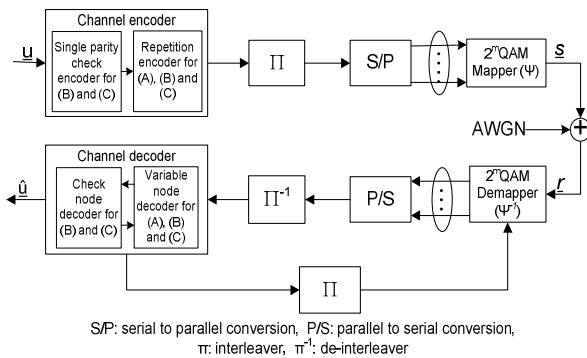 Channel encoder
u
Single parity
check
encoder for
(B) and (C)
Repetition
encoder for
(A), (B) and
(C)
Π
S/P
2^mQAM
Mapper (Ψ)
s
AWGN
+
Channel decoder
û
Check
node
decoder for
(B) and (C)
Variable
node
decoder for
(A), (B)
and (C)
Π⁻¹
P/S
2^mQAM
Demapper
(Ψ⁻¹)
r
Π
S/P: serial to parallel conversion, P/S: parallel to serial conversion,
π: interleaver, π⁻¹: de-interleaver